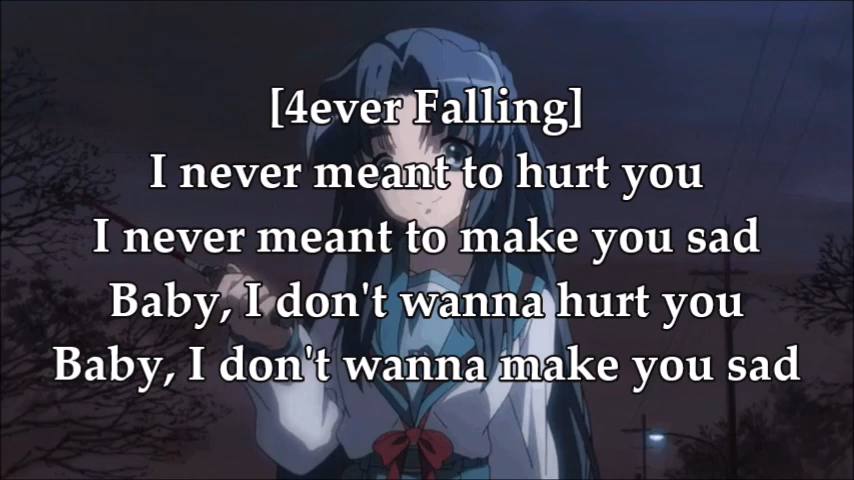 [4ever Falling]
I never meant to hurt you
I never meant to make you sad
Baby, I don't wanna hurt you
Baby, I don't wanna make you sad